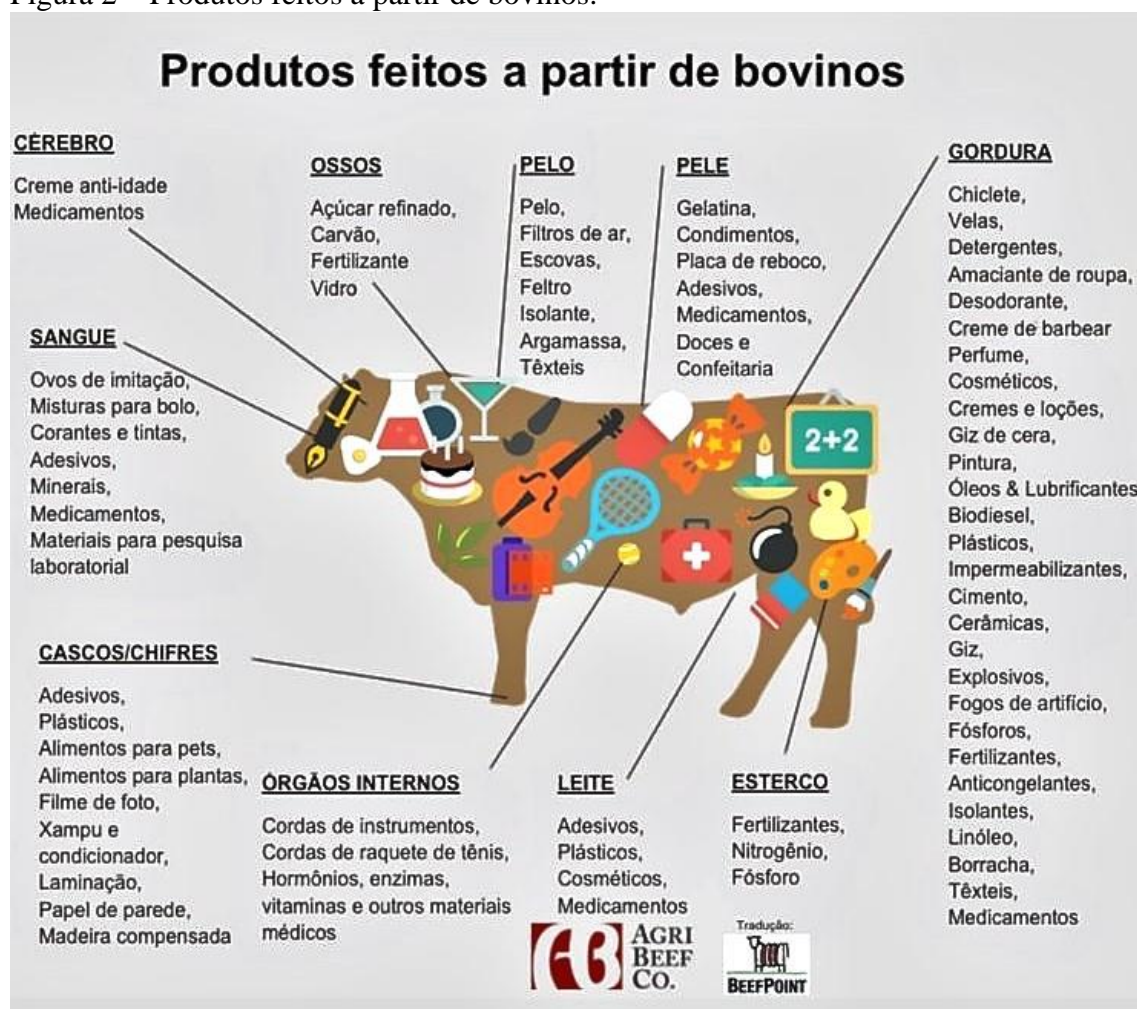 Figura 2 – Produtos feitos a partir de bovinos.
Produtos feitos a partir de bovinos
CÉREBRO
Creme anti-idade
Medicamentos
OSSOS
Açúcar refinado,
Carvão,
Fertilizante
Vidro
PELO
Pelo,
Filtros de ar,
Escovas,
Feltro
Isolante,
Argamassa,
Têxteis
PELE
Gelatina,
Condimentos,
Placa de reboco,
Adesivos,
Medicamentos,
Doces e
Confeitaria
GORDURA
Chiclete,
Velas,
Detergentes,
Amaciante de roupa,
Desodorante,
Creme de barbear
Perfume,
Cosméticos,
Cremes e loções,
Giz de cera,
Pintura,
Óleos & Lubrificantes
Biodiesel,
Plásticos,
Impermeabilizantes,
Cimento,
Cerâmicas,
Giz,
Explosivos,
Fogos de artifício,
Fósforos,
Fertilizantes,
Anticongelantes,
Isolantes,
Linóleo,
Borracha,
Têxteis,
Medicamentos
SANGUE
Ovos de imitação,
Misturas para bolo,
Corantes e tintas,
Adesivos,
Minerais,
Medicamentos,
Materiais para pesquisa
laboratorial
2+2
CASCOS/CHIFRES
Adesivos,
Plásticos,
Alimentos para pets,
Alimentos para plantas,
Filme de foto,
Xampu e
condicionador,
Laminação,
Papel de parede,
Madeira compensada
ÓRGÃOS INTERNOS
Cordas de instrumentos,
Cordas de raquete de tênis,
Hormônios, enzimas,
vitaminas e outros materiais
médicos
LEITE
Adesivos,
Plásticos,
Cosméticos,
Medicamentos
ESTERCO
Fertilizantes,
Nitrogênio,
Fósforo
AGRI
BEEF
CO.
Tradução:
BEEFPOINT